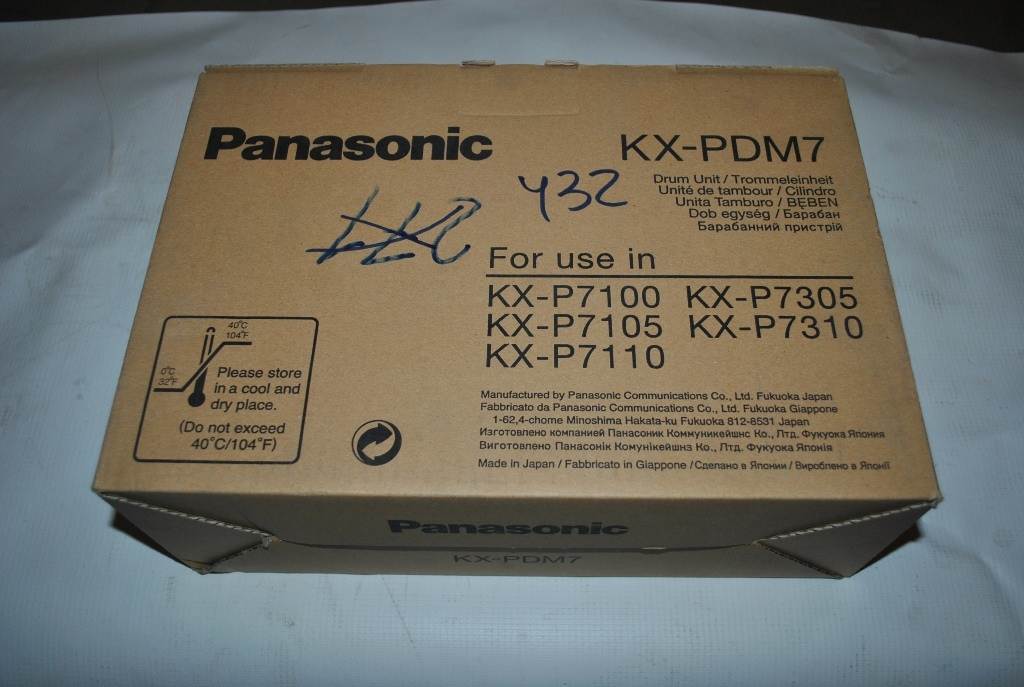 Panasonic
KX-PDM7
Drum Unit / Trommeleinheit
Unité de tambour / Cilindro
Unita Tamburo / BĘBEN
Dob egység / Барабан
Барабанний пристрій
432
For use in
KX-P7100 KX-P7305
KX-P7105 KX-P7310
KX-P7110
40°C
104°F
0°C
32°F
Please store
in a cool and
dry place.
(Do not exceed
40°C/104°F)
Manufactured by Panasonic Communications Co., Ltd. Fukuoka Japan
Fabbricato da Panasonic Communications Co., Ltd. Fukuoka Giappone
1-62,4-chome Minoshima Hakata-ku Fukuoka 812-8531 Japan
Изготовлено компанией Панасоник Коммуникейшнс Ко., Лтд. Фукуока Япония
Виготовлено Панасонік Комунікейшнз Ко., Лтд. Фукуока Японія
Made in Japan / Fabbricato in Giappone / Сделано в Японии / Вироблено в Японії
Panasonic
KX-PDM7